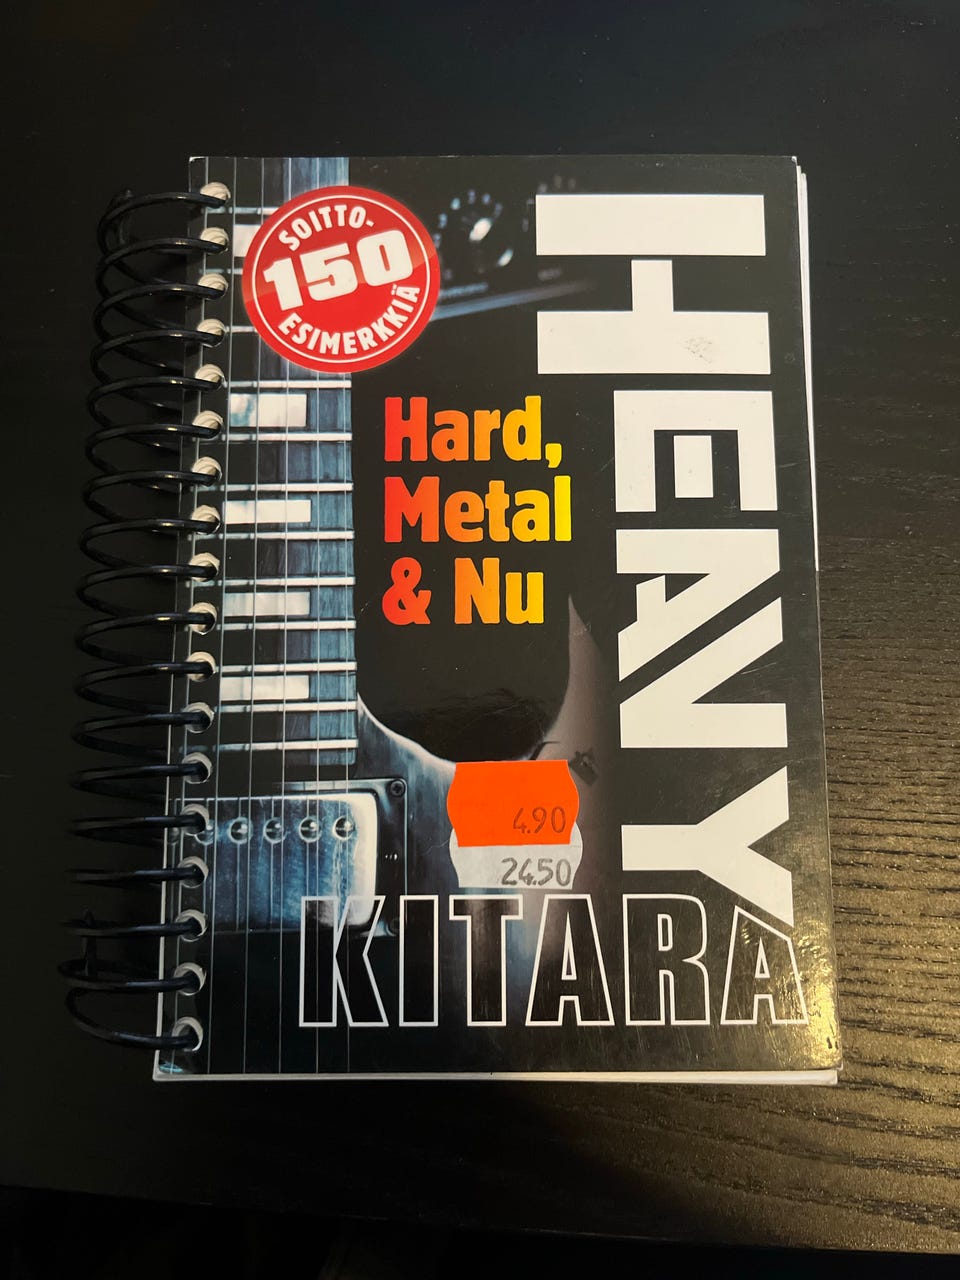 SOITTO-
150
ESIMERKKIÄ
HEAVY
Hard,
Metal
& Nu
4.90
24.50
KITARA